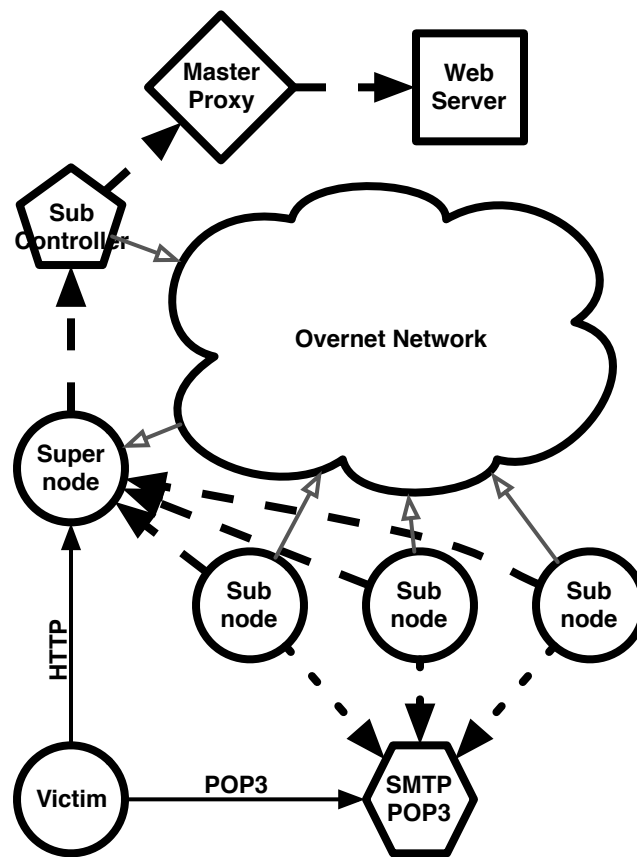 Master
Proxy
Web
Server
Sub
Controller
Overnet Network
Super
node
Sub
node
Sub
node
Sub
node
HTTP
POP3
Victim
SMTP
POP3